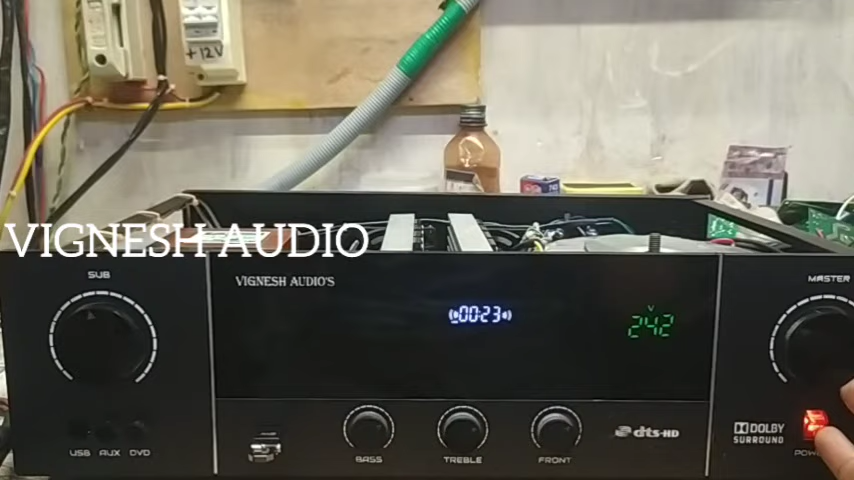 +12V
VIGNESH AUDIO
SUB
VIGNESH AUDIO'S
MASTER
00:23
V
242
USB AUX DVD
BASS
TREBLE
FRONT
dts-HD
DOLBY
SURROUND